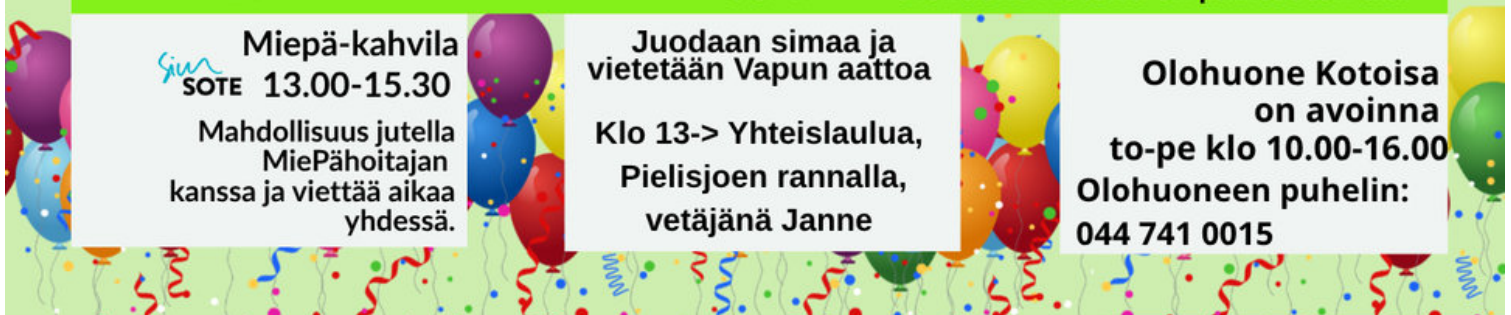 Miepä-kahvila
Siun
SOTE 13.00-15.30
Mahdollisuus jutella
MiePähoitajan
kanssa ja viettää aikaa
yhdessä.
Juodaan simaa ja
vietetään Vapun aattoa
Klo 13-> Yhteislaulua,
Pielisjoen rannalla,
vetäjänä Janne
Olohuone Kotoisa
on avoinna
to-pe klo 10.00-16.00
Olohuoneen puhelin:
044 741 0015